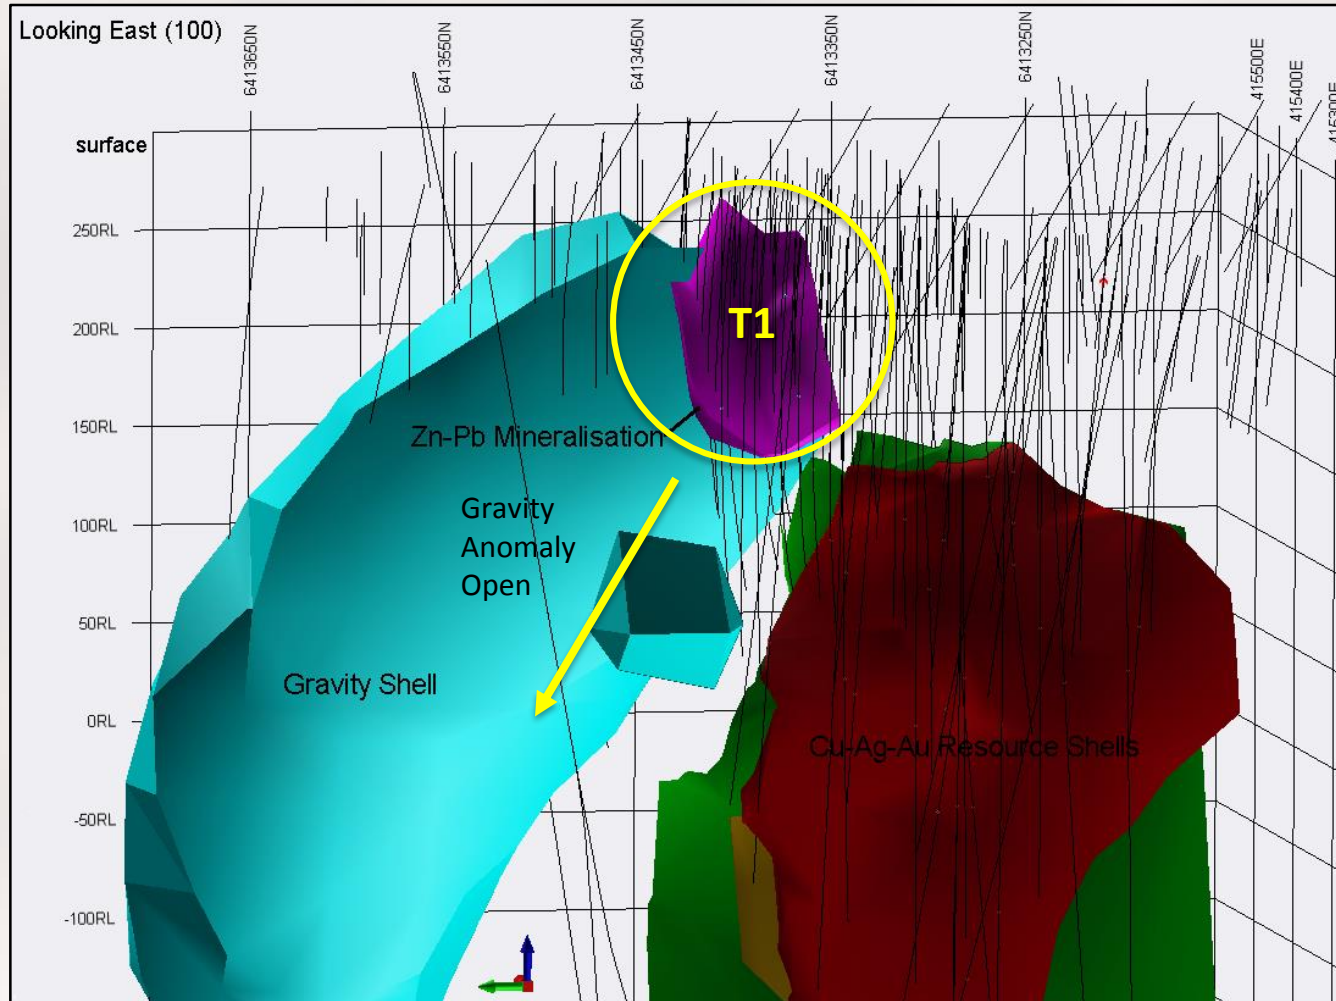 Looking East (100)
6413650N
6413550N
6413450N
6413350N
6413250N
415500E
415400E
surface
250RL
200RL
T1
150RL
Zn-Pb Mineralisation
Gravity
Anomaly
Open
100RL
50RL
Gravity Shell
0RL
Cu-Ag-Au Resource Shells
-50RL
-100RL